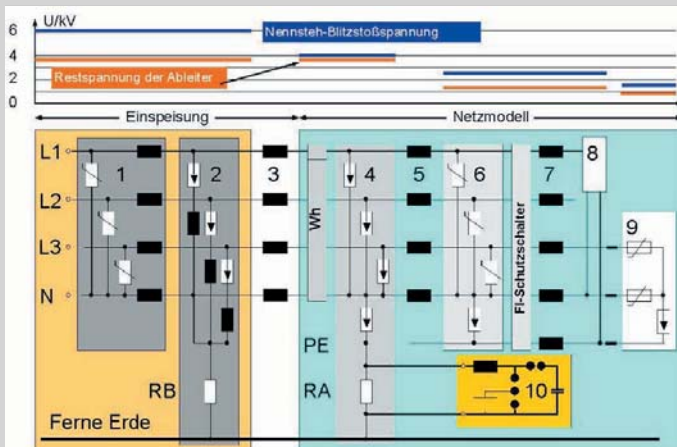 U/kV
6
4
2
0
Nennsteh-Blitzstoßspannung
Restspannung der Ableiter
Einspeisung
Netzmodell
L1
L2
L3
N
1
2
3
Wh
4
5
6
FI-Schutzschalter
7
8
9
PE
RB
RA
10
Ferne Erde